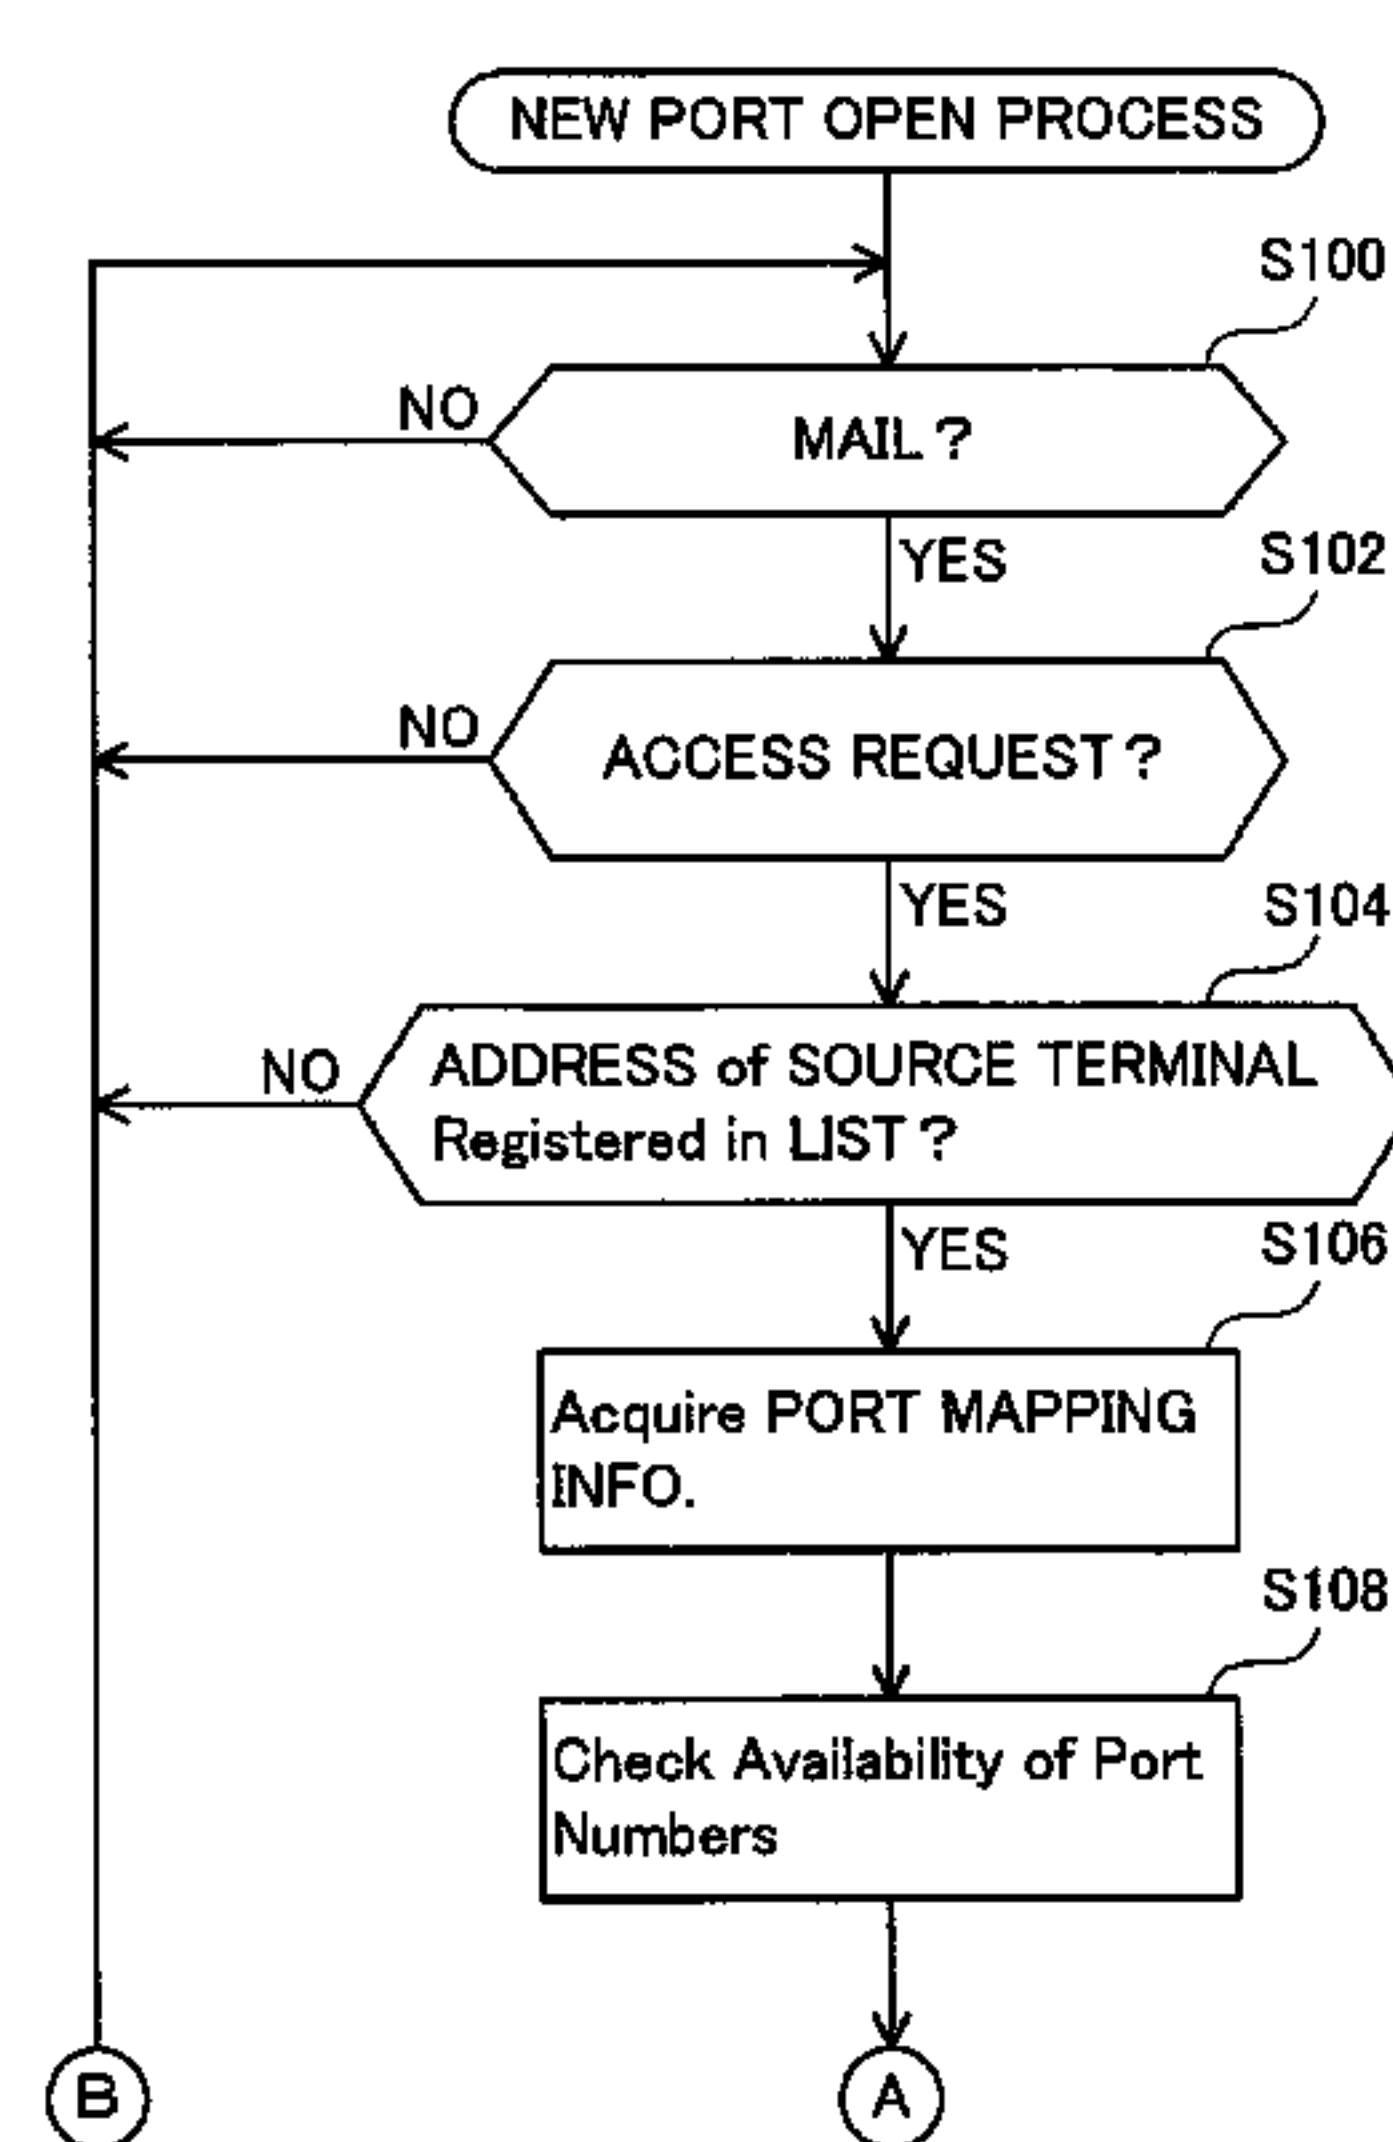 NEW PORT OPEN PROCESS
S100
NO
MAIL?
YES
S102
NO
ACCESS REQUEST?
YES
S104
NO
ADDRESS of SOURCE TERMINAL
Registered in LIST?
YES
S106
Acquire PORT MAPPING
INFO.
S108
Check Availability of Port
Numbers
B
A